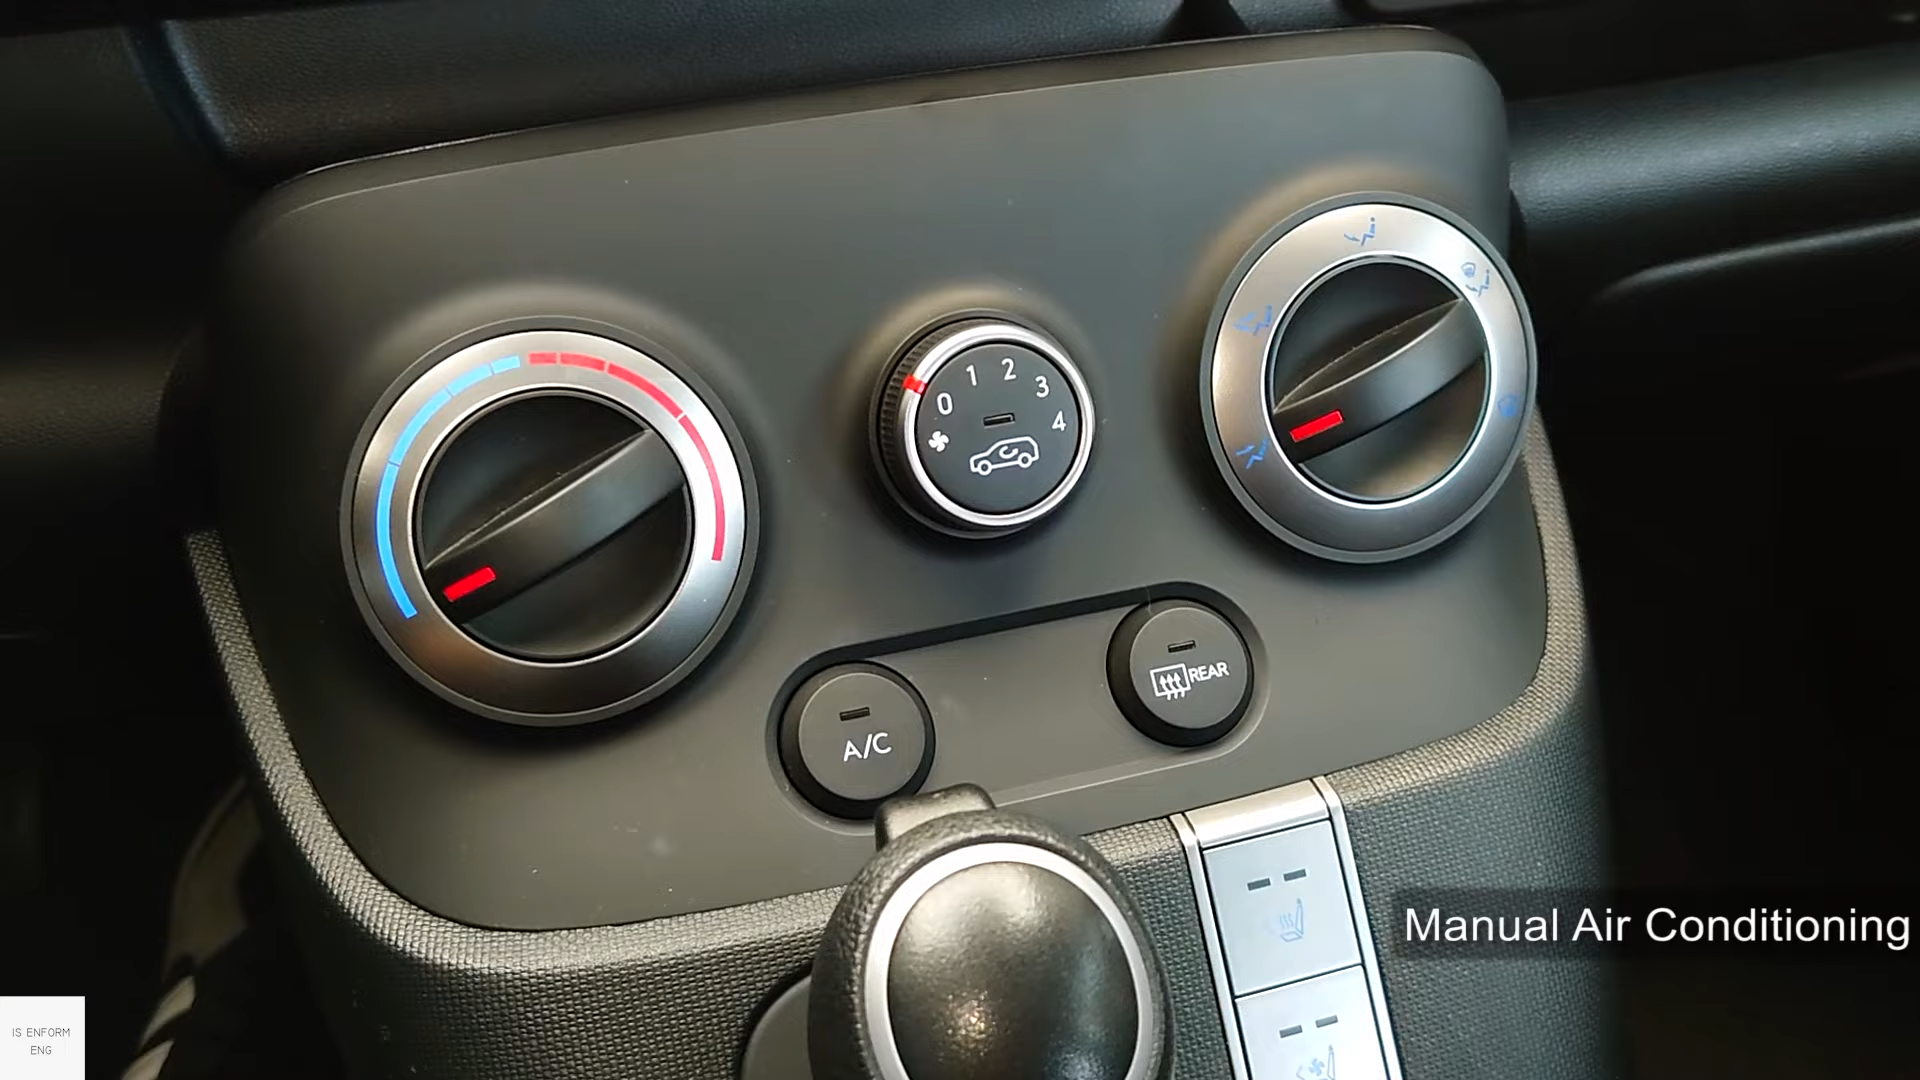 0
1
2
3
4
A/C
REAR
Manual Air Conditioning
IS ENFORM
ENG